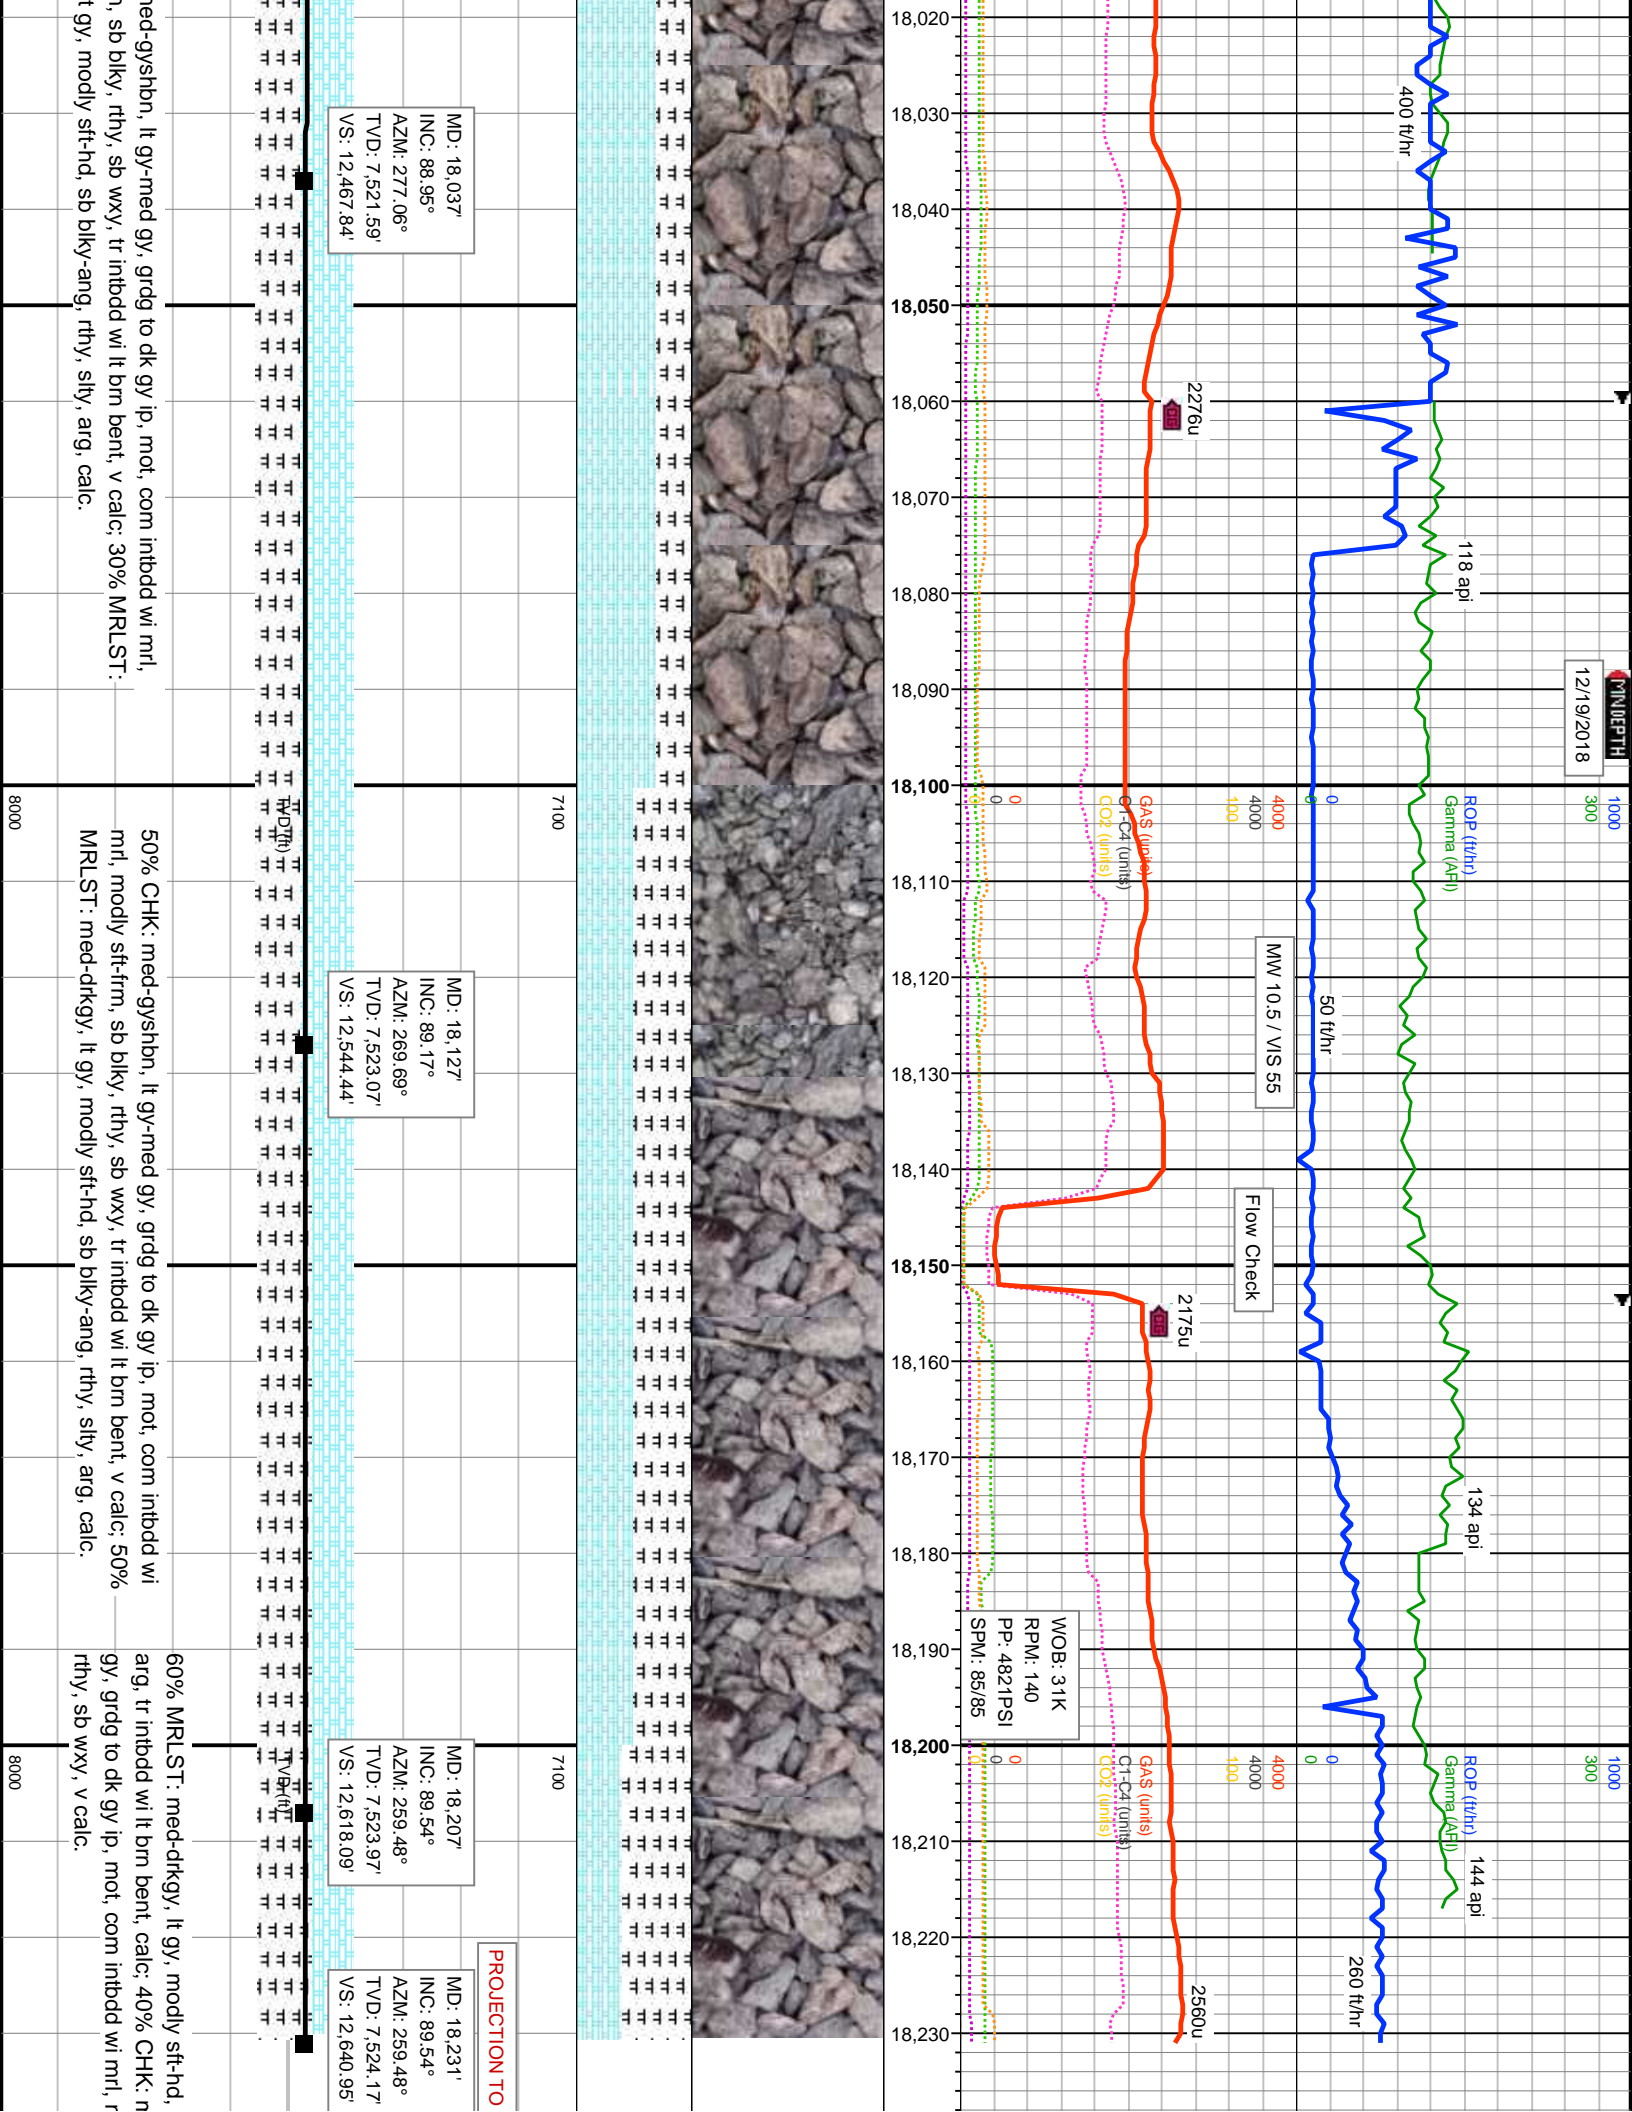 ned-gyshbn, lt gy-med gy, grdg to dk gy ip, mot, com intbdd wi mrl,
n, sb blky, rthy, sb wxy, tr intbdd wi lt brn bent, v calc; 30% MRLST:
t gy, modly sft-hd, sb blky-ang, rthy, slty, arg, calc.
50% CHK: med-gyshbn, lt gy-med gy, grdg to dk gy ip, mot, com intbdd wi
mrl, modly sft-frm, sb blky, rthy, sb wxy, tr intbdd wi lt brn bent, v calc; 50%
MRLST: med-drkgy, lt gy, modly sft-hd, sb blky-ang, rthy, slty, arg, calc.
60% MRLST: med-drkgy, lt gy, modly sft-hd,
arg, tr intbdd wi lt brn bent, calc; 40% CHK: n
gy, grdg to dk gy ip, mot, com intbdd wi mrl, r
rthy, sb wxy, v calc.
MD: 18,037'
INC: 88.95°
AZM: 277.06°
TVD: 7,521.59'
VS: 12,467.84'
MD: 18,127'
INC: 89.17°
AZM: 269.69°
TVD: 7,523.07'
VS: 12,544.44'
MD: 18,207'
INC: 89.54°
AZM: 259.48°
TVD: 7,523.97'
VS: 12,618.09'
PROJECTION TO
MD: 18,231'
INC: 89.54°
AZM: 259.48°
TVD: 7,524.17'
VS: 12,640.95'
7100
TVD (ft)
8000
7100
TVD (ft)
8000
18,020
18,030
18,040
18,050
18,060
18,070
18,080
18,090
18,100
18,110
18,120
18,130
18,140
18,150
18,160
18,170
18,180
18,190
18,200
18,210
18,220
18,230
400 ft/hr
2276u
118 api
MNDEPTH
12/19/2018
1000
300
ROP (ft/hr)
Gamma (API)
0
0
4000
4000
100
GAS (units)
C1-C4 (units)
CO2 (units)
0
0
0
MW 10.5 / VIS 55
50 ft/hr
Flow Check
2175u
134 api
WOB: 31K
RPM: 140
PP: 4821PSI
SPM: 85/85
1000
300
ROP (ft/hr)
Gamma (API)
0
0
4000
4000
100
GAS (units)
C1-C4 (units)
CO2 (units)
0
0
0
144 api
260 ft/hr
2560u